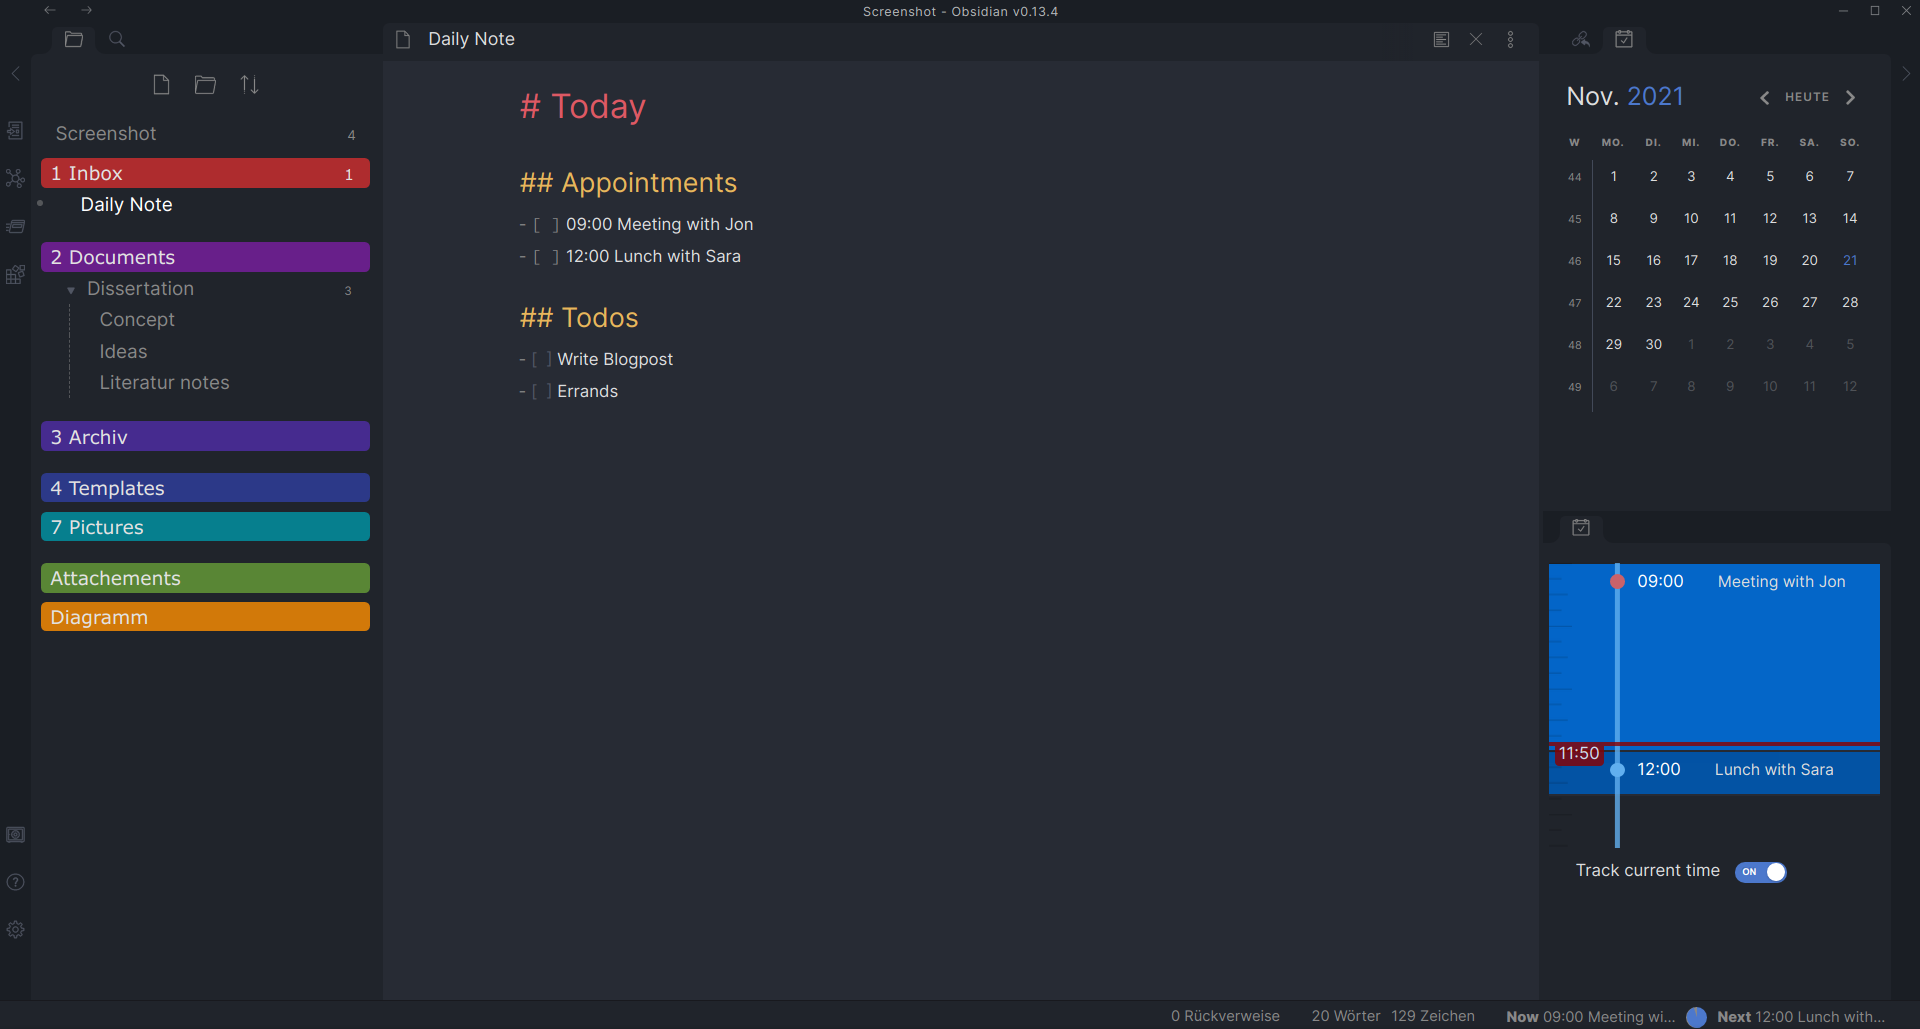 Screenshot - Obsidian v0.13.4
Daily Note
Screenshot 4
1 Inbox 1
Daily Note
2 Documents
Dissertation 3
Concept
Ideas
Literatur notes
3 Archiv
4 Templates
7 Pictures
Attachements
Diagramm
# Today
## Appointments
- [ ] 09:00 Meeting with Jon
- [ ] 12:00 Lunch with Sara
## Todos
- [ ] Write Blogpost
- [ ] Errands
Nov. 2021 HEUTE
W MO. DI. MI. DO. FR. SA. SO.
44 1 2 3 4 5 6 7
45 8 9 10 11 12 13 14
46 15 16 17 18 19 20 21
47 22 23 24 25 26 27 28
48 29 30 1 2 3 4 5
49 6 7 8 9 10 11 12
09:00 Meeting with Jon
11:50
12:00 Lunch with Sara
Track current time ON
0 Rückverweise 20 Wörter 129 Zeichen Now 09:00 Meeting wi... Next 12:00 Lunch with...